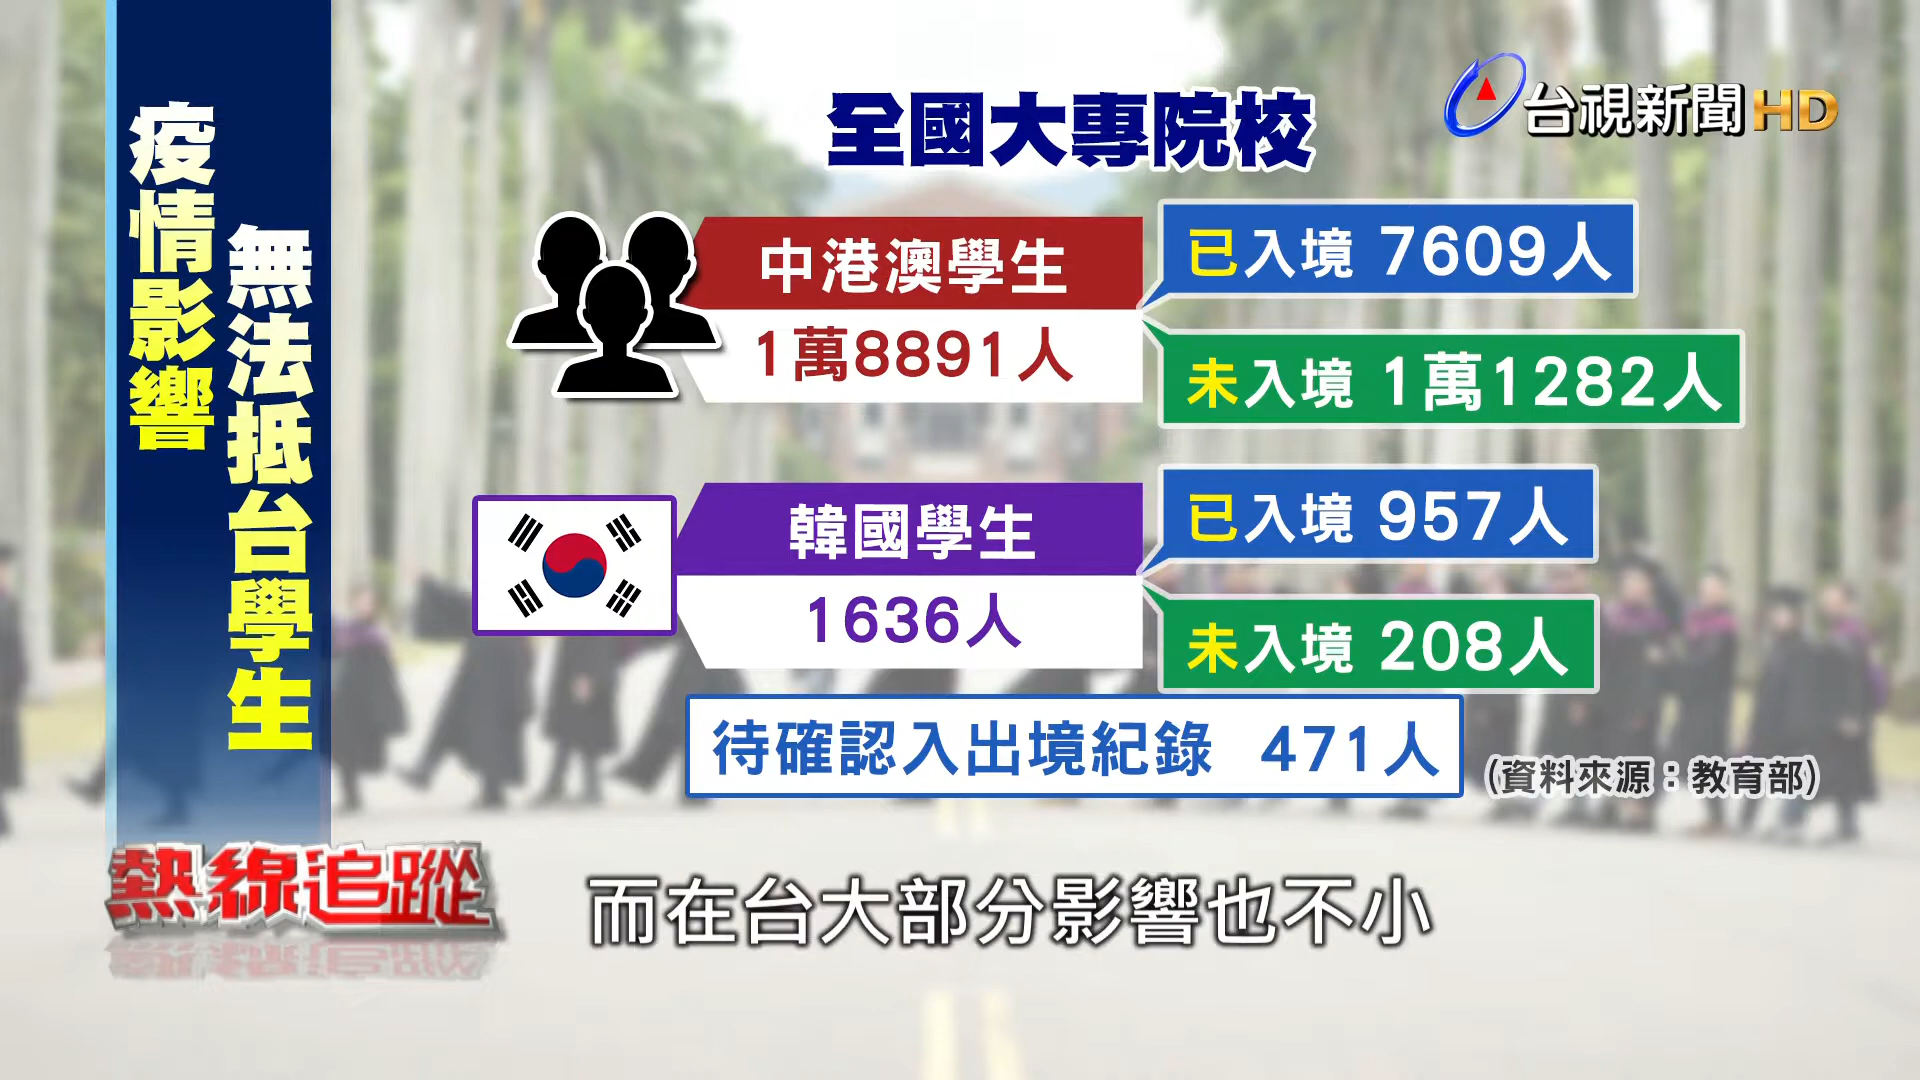 疫情影響
無法抵台學生
全國大專院校
台視新聞HD
中港澳學生
1萬8891人
已入境 7609人
未入境 1萬1282人
韓國學生
1636人
已入境 957人
未入境 208人
待確認入出境紀錄 471人
(資料來源：教育部)
熱線追蹤
而在台大部分影響也不小